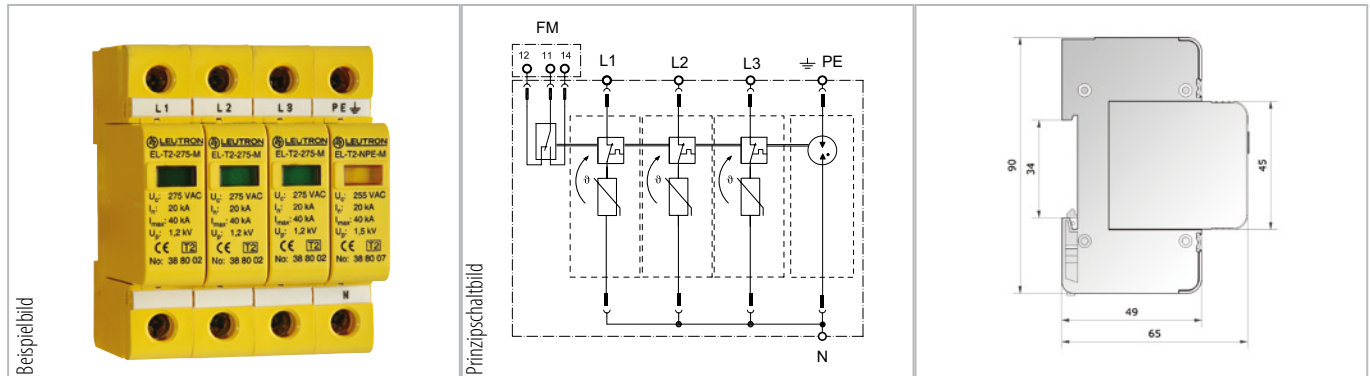 Beispielbild
L 1
L 2
L 3
PE ⏚
LEUTRON
EL-T2-275-M
Uc: 275 VAC
In: 20 kA
Imax: 40 kA
Up: 1,2 kV
CE T2
No: 38 80 02
LEUTRON
EL-T2-275-M
Uc: 275 VAC
In: 20 kA
Imax: 40 kA
Up: 1,2 kV
CE T2
No: 38 80 02
LEUTRON
EL-T2-275-M
Uc: 275 VAC
In: 20 kA
Imax: 40 kA
Up: 1,2 kV
CE T2
No: 38 80 02
LEUTRON
EL-T2-NPE-M
Uc: 255 VAC
In: 20 kA
Imax: 40 kA
Up: 1,5 kV
CE T2
No: 38 80 07
N
Prinzipschaltbild
FM
12 11 14
L1
L2
L3
⏚ PE
ϑ
ϑ
ϑ
N
90
34
45
49
65